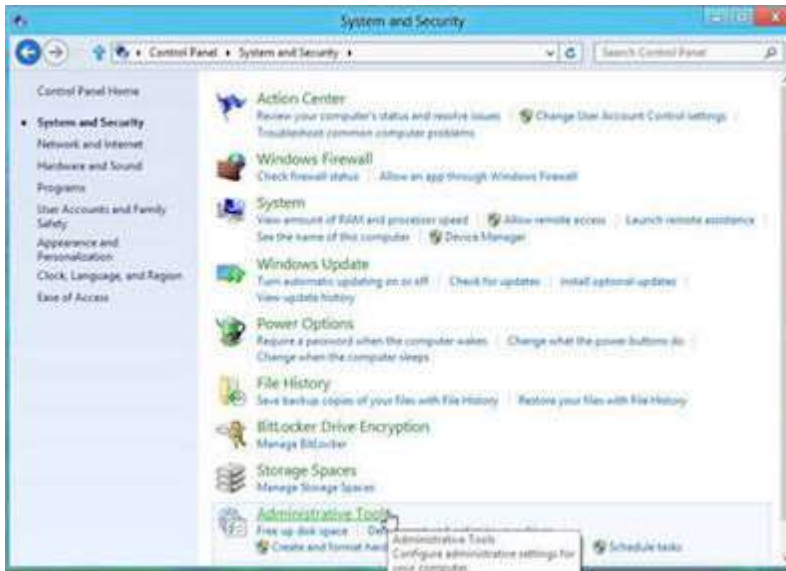 System and Security
Control Panel System and Security
Search Control Panel
Control Panel Home
System and Security
Network and Internet
Hardware and Sound
Programs
User Accounts and Family
Safety
Appearance and
Personalization
Clock, Language, and Region
Ease of Access
Action Center
Review your computer's status and resolve issues Change User Account Control settings
Troubleshoot common computer problems
Windows Firewall
Check firewall status Allow an app through Windows Firewall
System
View amount of RAM and processor speed Allow remote access Launch remote assistance
See the name of this computer Device Manager
Windows Update
Turn automatic updating on or off Check for updates Install optional updates
View update history
Power Options
Require a password when the computer wakes Change what the power buttons do
Change when the computer sleeps
File History
Save backup copies of your files with File History Restore your files with File History
BitLocker Drive Encryption
Manage BitLocker
Storage Spaces
Manage Storage Spaces
Administrative Tools
Free up disk space
Create and format hard Schedule tasks
Administrative Tools
Configure administrative settings for
your computer.